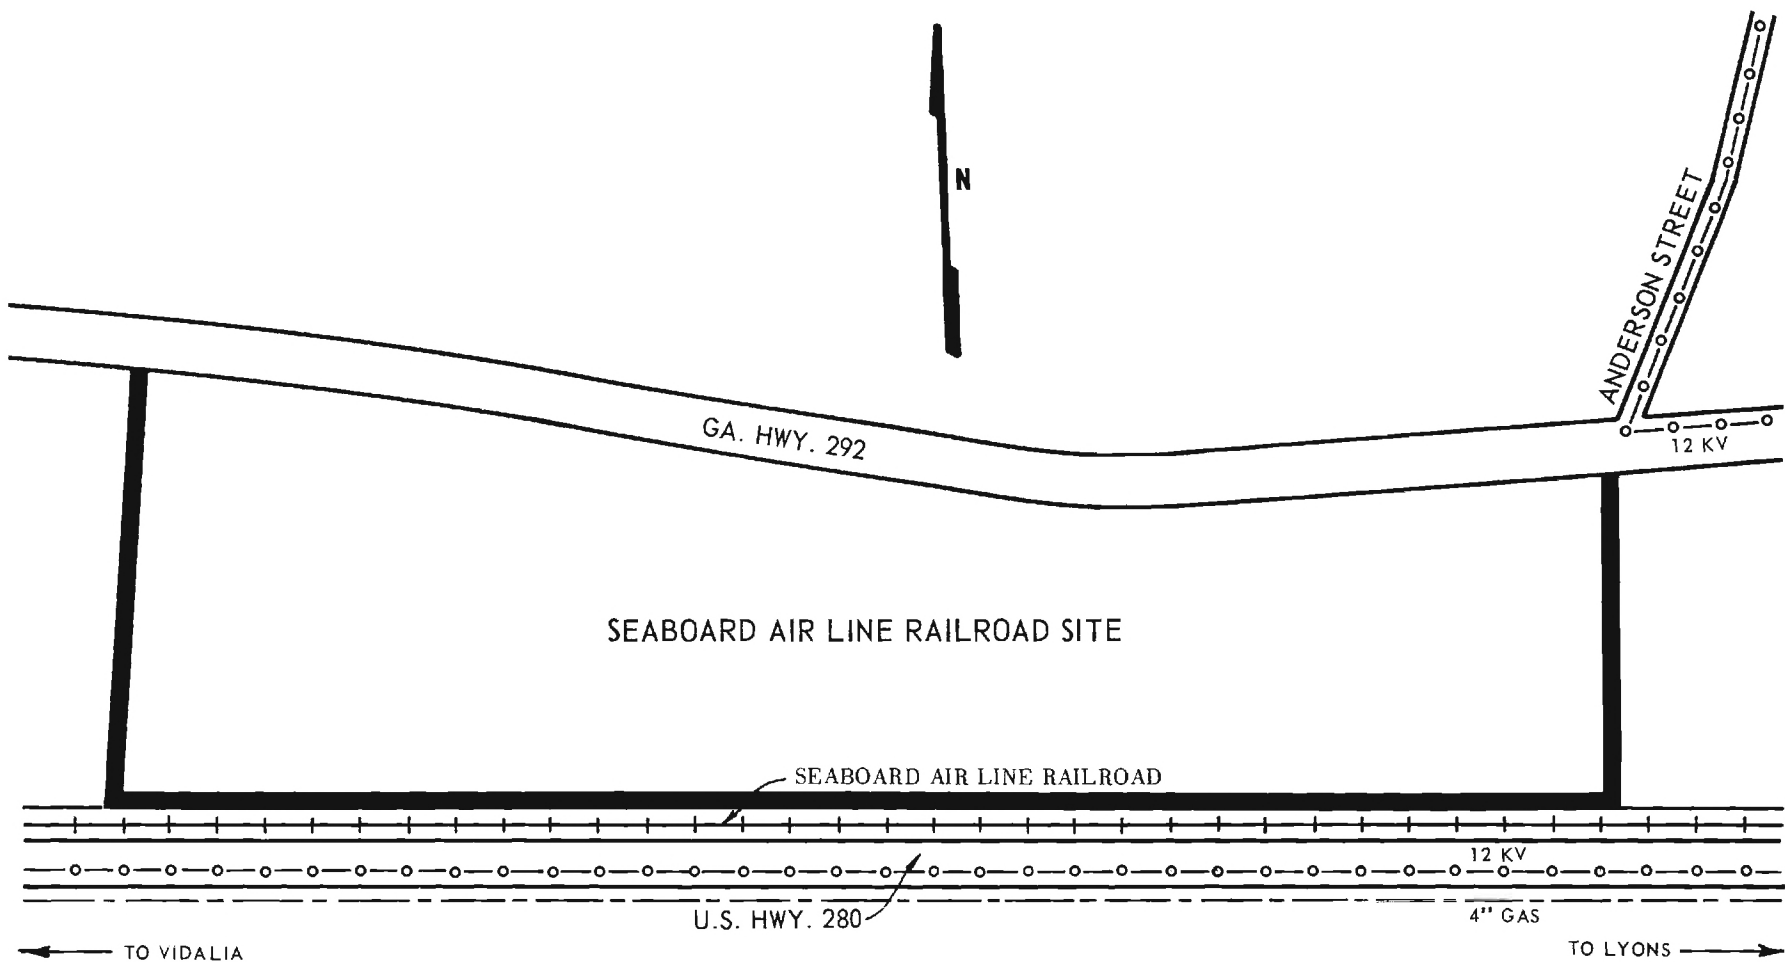 N
ANDERSON STREET
GA. HWY. 292
12 KV
SEABOARD AIR LINE RAILROAD SITE
SEABOARD AIR LINE RAILROAD
12 KV
U.S. HWY. 280
4" GAS
TO VIDALIA
TO LYONS